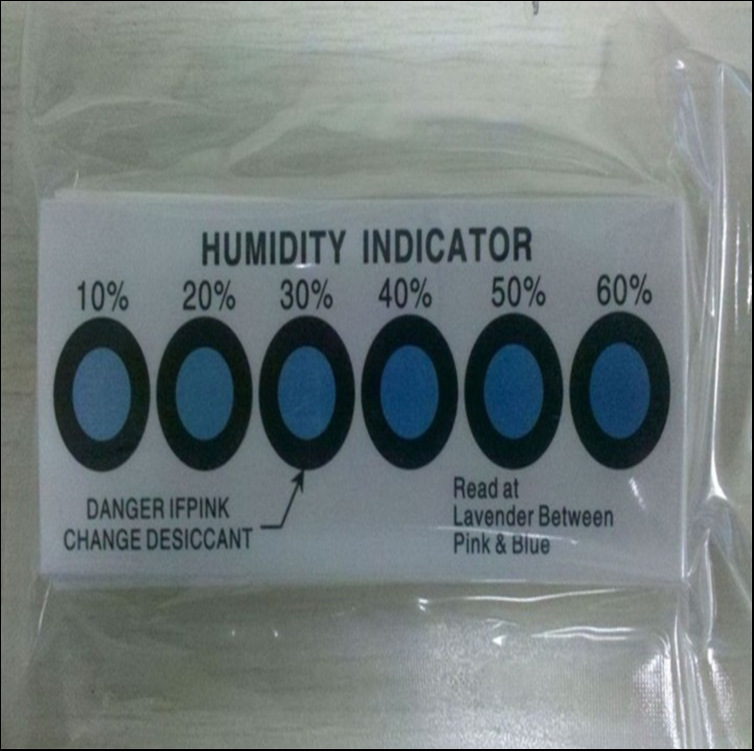 HUMIDITY INDICATOR
10% 20% 30% 40% 50% 60%
DANGER IFPINK
CHANGE DESICCANT
Read at
Lavender Between
Pink & Blue